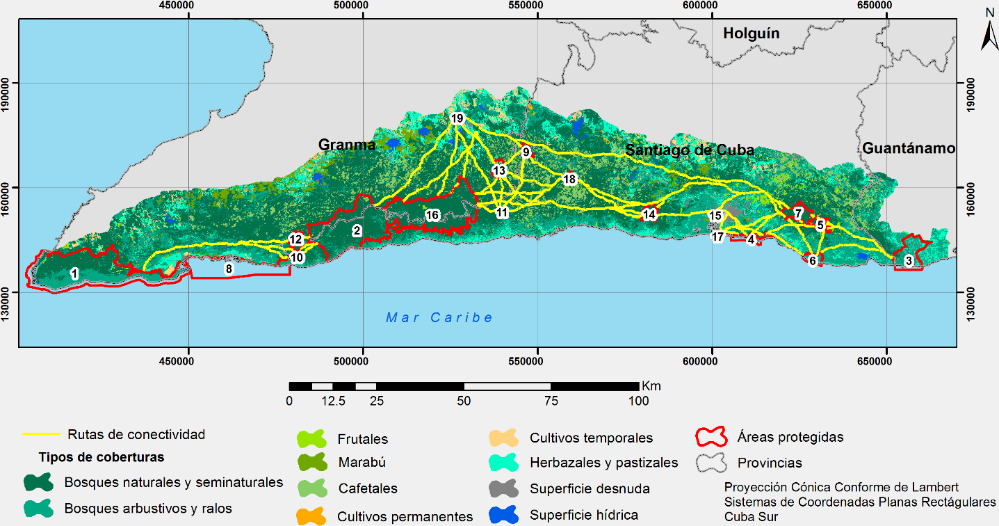 450000 500000 550000 600000 650000
N
Holguín
190000 190000
19
Granma
9
Santiago de Cuba
Guantánamo
13
18
160000 160000
16
11
14
15
7
5
2
12
17
4
10
6
3
8
1
130000 130000
Mar Caribe
450000 500000 550000 600000 650000
Km
0 12.5 25 50 75 100
Rutas de conectividad
Tipos de coberturas
Bosques naturales y seminaturales
Bosques arbustivos y ralos
Frutales
Marabú
Cafetales
Cultivos permanentes
Cultivos temporales
Herbazales y pastizales
Superficie desnuda
Superficie hídrica
Áreas protegidas
Provincias
Proyección Cónica Conforme de Lambert
Sistemas de Coordenadas Planas Rectágulares
Cuba Sur